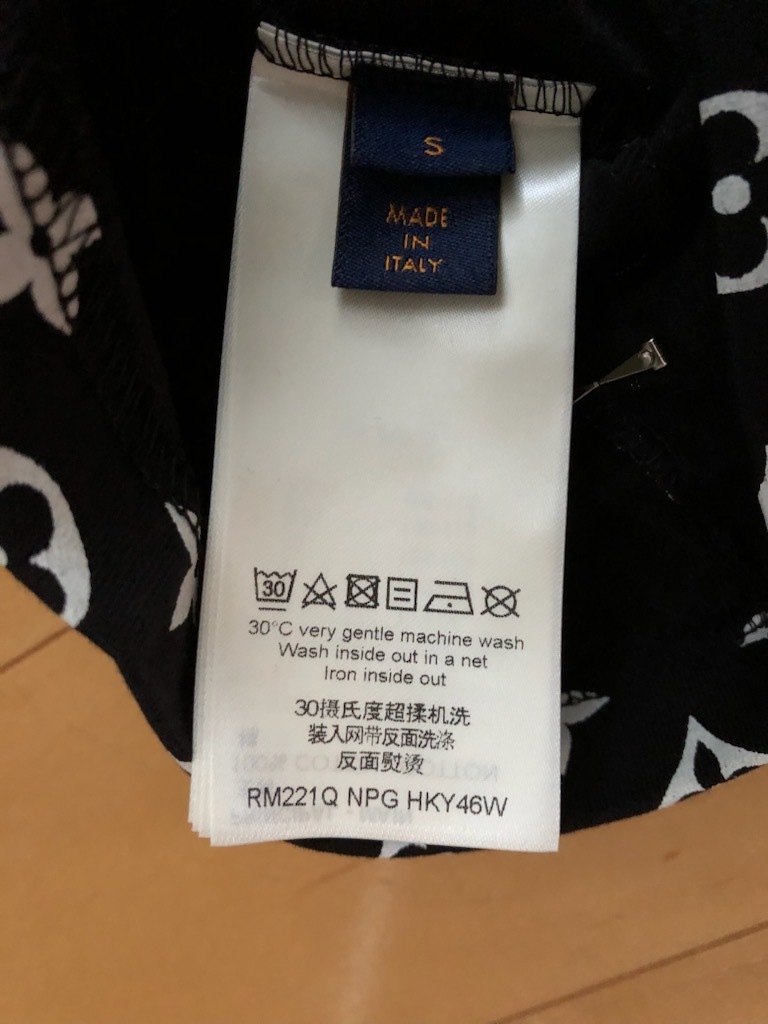 S
MADE
IN
ITALY
30
30°C very gentle machine wash
Wash inside out in a net
Iron inside out
30摄氏度超揉机洗
装入网带反面洗涤
反面熨烫
RM221Q NPG HKY46W